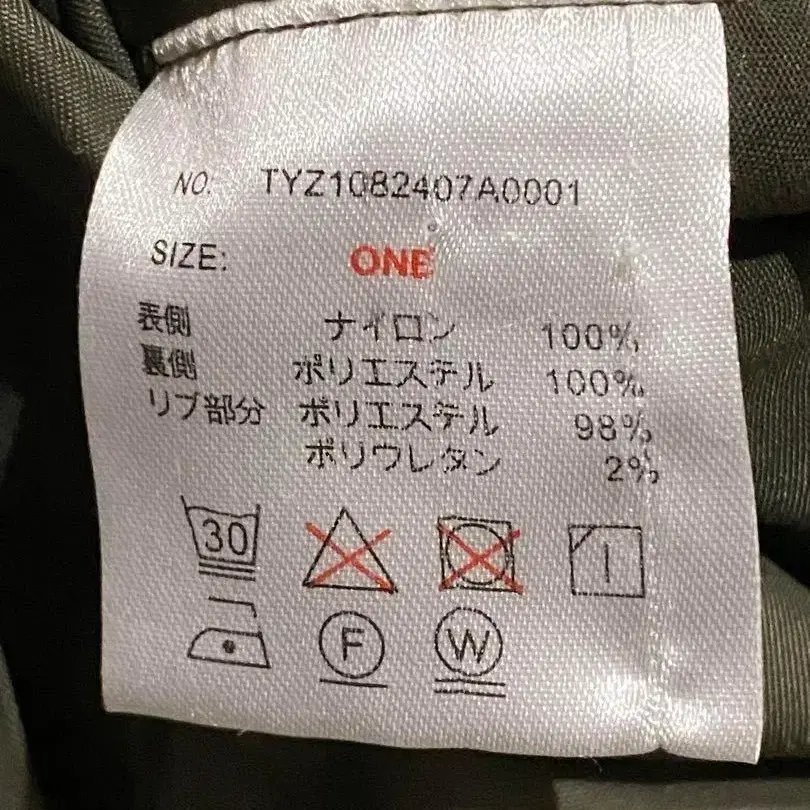 NO: TYZ1082407A0001
SIZE: ONE
表側 ナイロン 100%
裏側 ポリエステル 100%
リブ部分 ポリエステル 98%
ポリウレタン 2%
30
F W